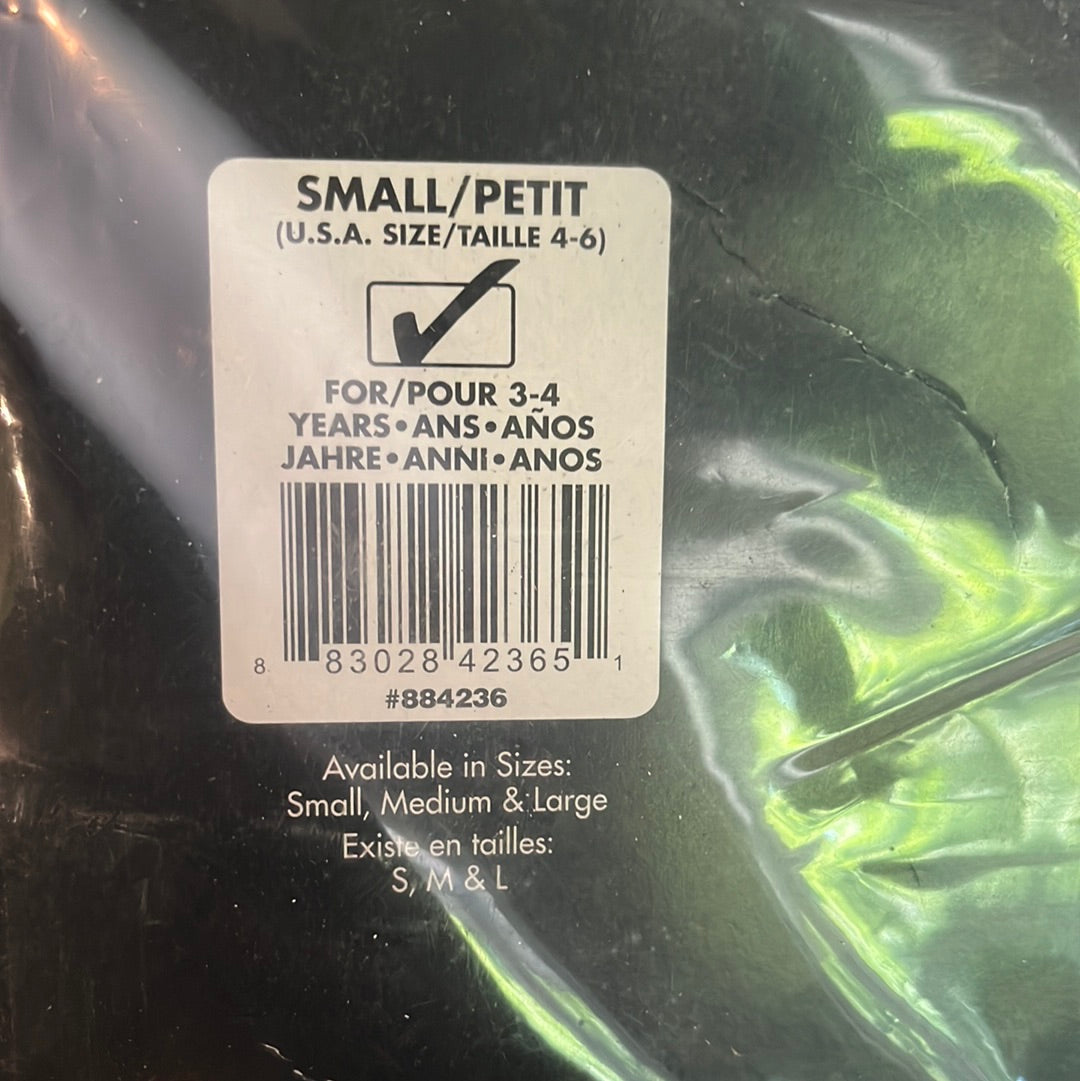 SMALL/PETIT
(U.S.A. SIZE/TAILLE 4-6)
FOR/POUR 3-4
YEARS•ANS•AÑOS
JAHRE•ANNI•ANOS
8 83028 42365 1
#884236
Available in Sizes:
Small, Medium & Large
Existe en tailles:
S, M & L